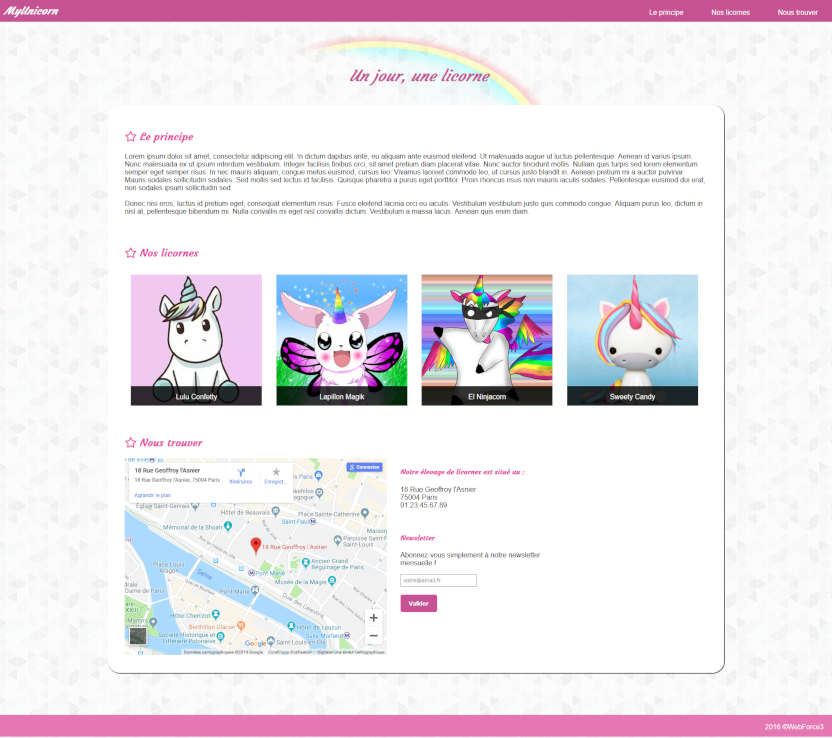 MyUnicorn
Le principe
Nos licornes
Nous trouver
Un jour, une licorne
Le principe
Lorem ipsum dolor sit amet, consectetur adipiscing elit. In dictum dapibus ante, eu aliquam ante euismod eleifend. Ut malesuada augue ut luctus pellentesque. Aenean id varius ipsum.
Nunc malesuada ex ut ipsum interdum vestibulum. Integer facilisis finibus orci, sit amet pretium diam placerat vitae. Nunc auctor tincidunt mollis. Nullam quis turpis sed lorem elementum
semper eget semper risus. In nec mauris aliquam, congue metus euismod, cursus leo. Vivamus laoreet commodo leo, ut cursus justo blandit in. Aenean pretium mi a auctor pulvinar.
Mauris sodales sollicitudin sodales. Sed mollis sed lectus id facilisis. Quisque pharetra a purus eget porttitor. Proin rhoncus risus non mauris iaculis sodales. Pellentesque euismod dui erat,
non sodales ipsum sollicitudin sed.
Donec nisi eros, luctus id pretium eget, consequat elementum risus. Fusce eleifend lacinia orci eu iaculis. Vestibulum vestibulum justo quis commodo congue. Aliquam purus leo, dictum in
nisl at, pellentesque bibendum mi. Nulla convallis mi eget nisl convallis dictum. Vestibulum a massa lacus. Aenean quis enim diam.
Nos licornes
Lulu Confetty
Lapillon Magik
El Ninjacorn
Sweety Candy
Nous trouver
18 Rue Geoffroy l'Asnier
18 Rue Geoffroy l'Asnier, 75004 Paris
Agrandir le plan
Itinéraires
Enregist...
Connexion
Église Saint-Gervais
Hôtel de Beauvais
Place Sainte-Catherine
Saint-Paul
Mémorial de la Shoah
Maison
Paroisse Saint-Paul
Saint-Louis
18 Rue Geoffroy l'Asnier
Ancien Grand
Béguinage de Paris
Place Louis
Aragon
Seine
Pont Marie
Musée de la Magie
Pont Marie
Quai des Célestins
Hôtel Chenizot
Berthillon Glacier
Hôtel de Lauzun
Société Historique et
Littéraire Polonaise
Sully Morland
Saint-Louis en l'Île
Google
Données cartographiques ©2019 Google
Conditions d'utilisation
Signaler une erreur cartographique
Notre élevage de licornes est situé au :
18 Rue Geoffroy l'Asnier
75004 Paris
01 23 45 67 89
Newsletter
Abonnez-vous simplement à notre newsletter
mensuelle !
votre@email.fr
Valider
2016 ©WebForce3